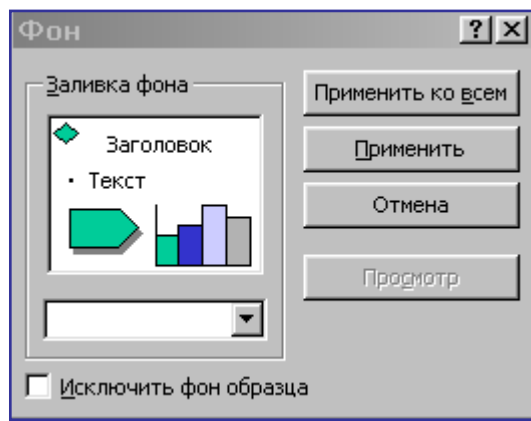 Фон
Заливка фона
Заголовок
· Текст
Применить ко всем
Применить
Отмена
Просмотр
Исключить фон образца